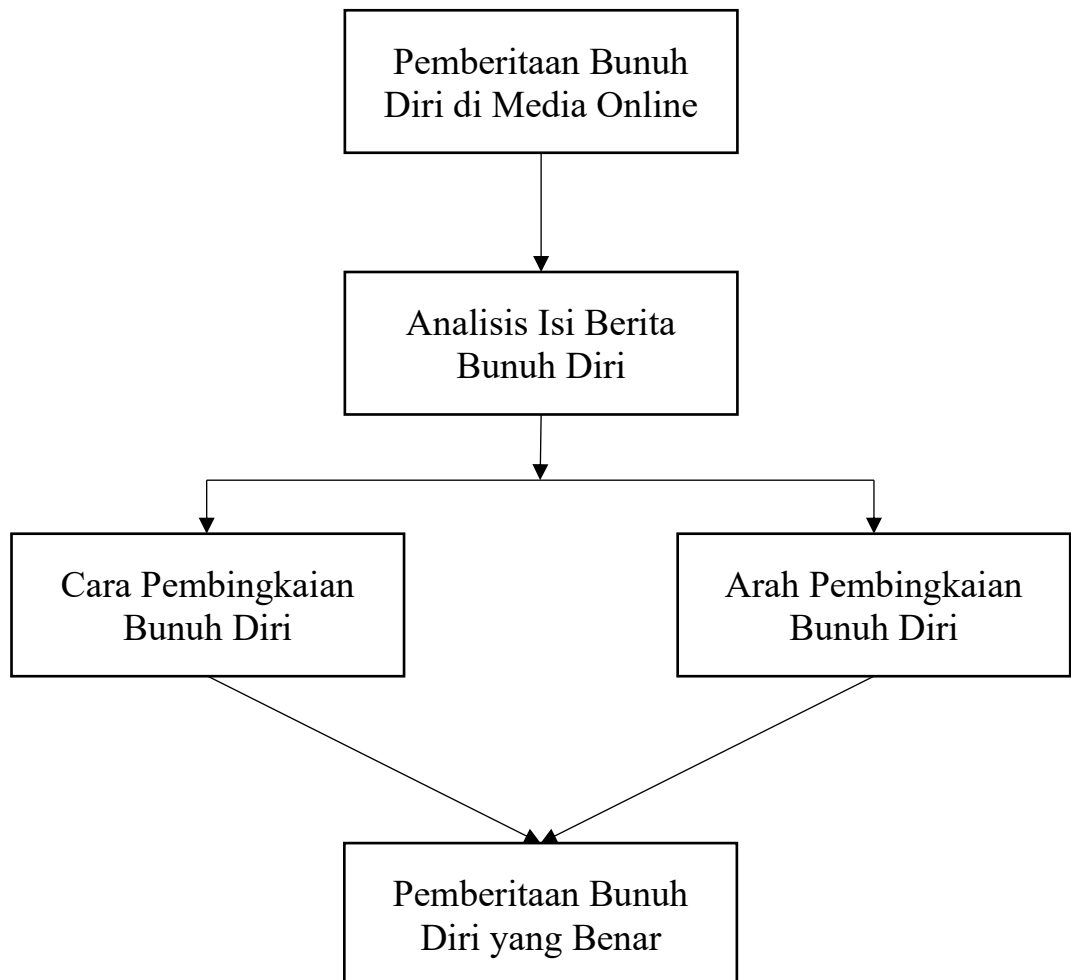 Pemberitaan Bunuh
Diri di Media Online
Analisis Isi Berita
Bunuh Diri
Cara Pembingkaian
Bunuh Diri
Arah Pembingkaian
Bunuh Diri
Pemberitaan Bunuh
Diri yang Benar